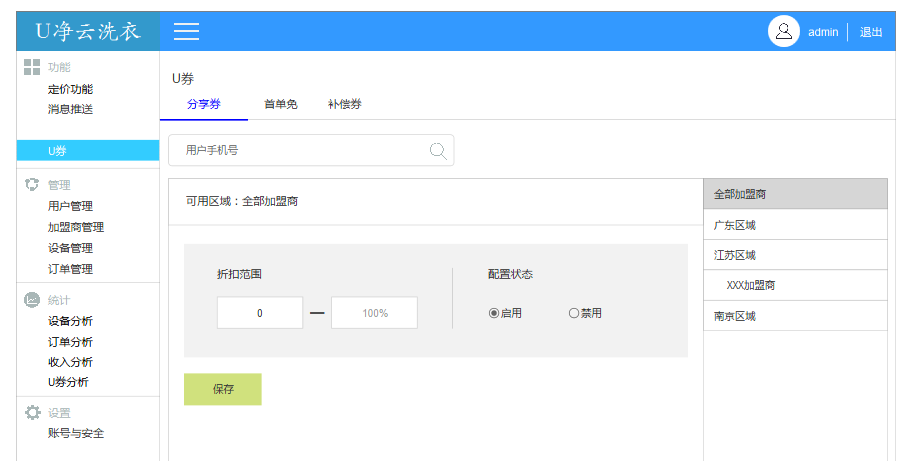 U净云洗衣
admin
退出
功能
定价功能
消息推送
U券
管理
用户管理
加盟商管理
设备管理
订单管理
统计
设备分析
订单分析
收入分析
U券分析
设置
账号与安全
U券
分享券 首单免 补偿券
用户手机号
可用区域：全部加盟商
折扣范围
0 — 100%
配置状态
启用 禁用
保存
全部加盟商
广东区域
江苏区域
XXX加盟商
南京区域